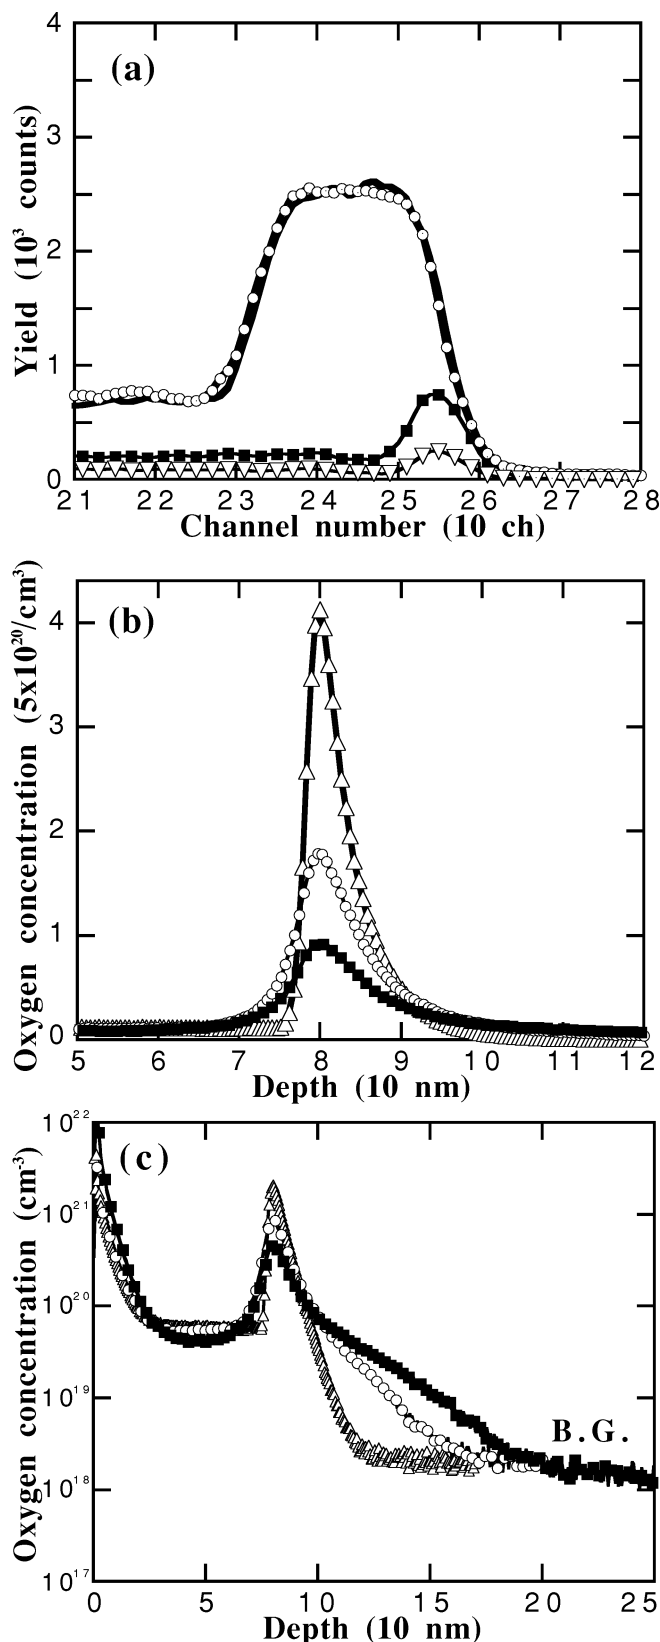 (a)
Yield (10³ counts)
4
3
2
1
0
21 22 23 24 25 26 27 28
Channel number (10 ch)
(b)
Oxygen concentration (5x10²⁰/cm³)
4
3
2
1
0
5 6 7 8 9 10 11 12
Depth (10 nm)
(c)
Oxygen concentration (cm⁻³)
10²²
10²¹
10²⁰
10¹⁹
10¹⁸
10¹⁷
B.G.
0 5 10 15 20 25
Depth (10 nm)